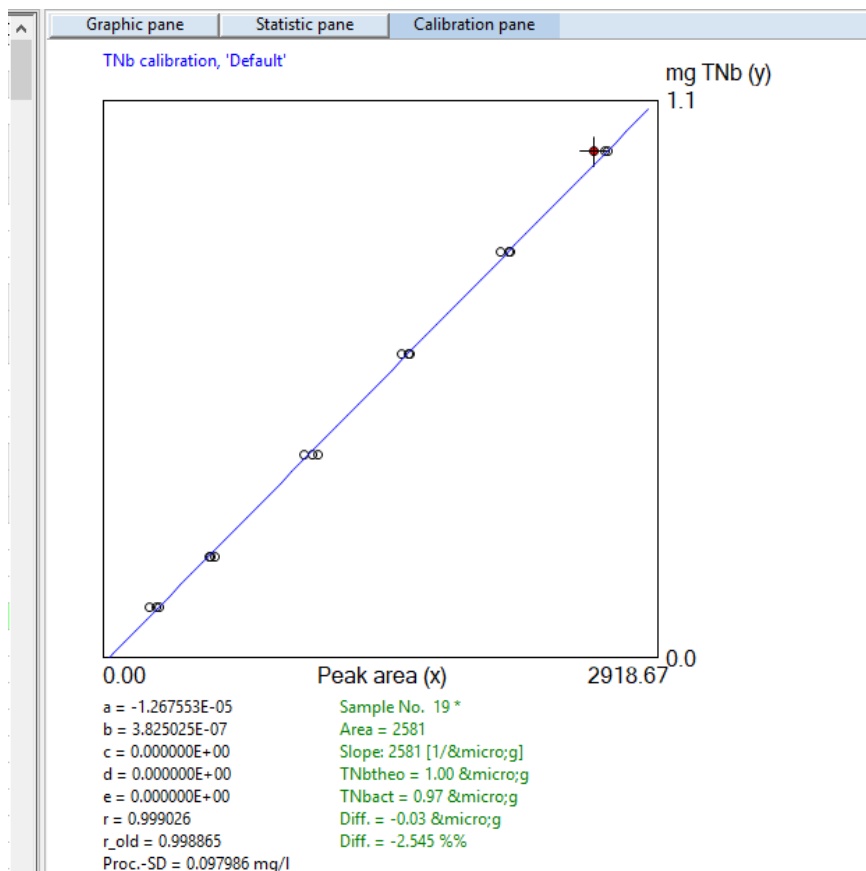 Graphic pane
Statistic pane
Calibration pane
TNb calibration, 'Default'
mg TNb (y)
1.1
0.0
0.00
Peak area (x)
2918.67
a = -1.267553E-05
b = 3.825025E-07
c = 0.000000E+00
d = 0.000000E+00
e = 0.000000E+00
r = 0.999026
r_old = 0.998865
Proc.-SD = 0.097986 mg/l
Sample No. 19 *
Area = 2581
Slope: 2581 [1/&micro;g]
TNbtheo = 1.00 &micro;g
TNbact = 0.97 &micro;g
Diff. = -0.03 &micro;g
Diff. = -2.545 %%